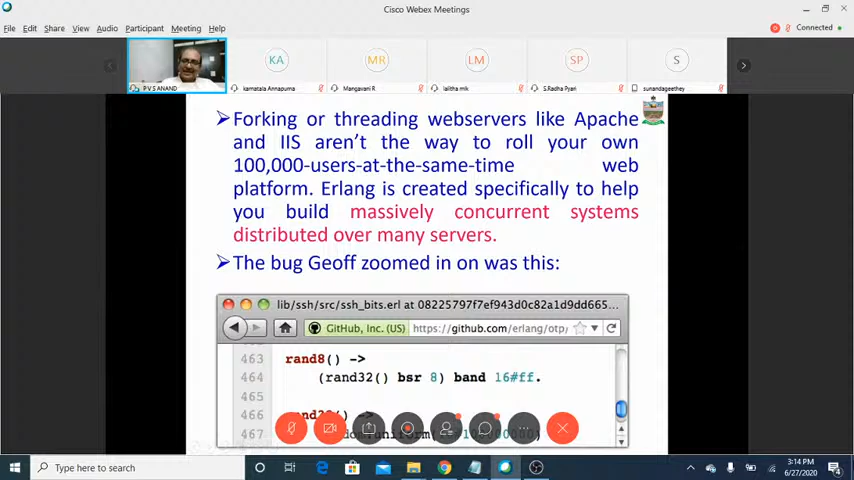 Cisco Webex Meetings
File Edit Share View Audio Participant Meeting Help
Connected
KA MR LM SP S
P V S ANAND kamatala Annapurna Mangavani R lalitha mlk S.Radha Pyari sunandageethey
➢Forking or threading webservers like Apache
and IIS aren't the way to roll your own
100,000-users-at-the-same-time web
platform. Erlang is created specifically to help
you build massively concurrent systems
distributed over many servers.
➢The bug Geoff zoomed in on was this:
lib/ssh/src/ssh_bits.erl at 08225797f7ef943d0c82a1d9dd665...
GitHub, Inc. (US) https://github.com/erlang/otp/
463 rand8() ->
464 (rand32() bsr 8) band 16#ff.
465
466 ->
467
Type here to search
3:14 PM
6/27/2020
4